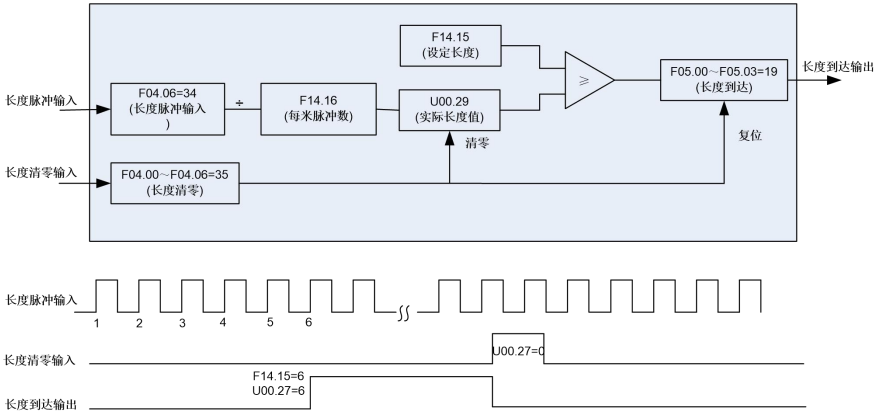 F14.15
(设定长度)
长度到达输出
F05.00～F05.03=19
(长度到达)
≥
长度脉冲输入
F04.06=34
(长度脉冲输入
)
÷
F14.16
(每米脉冲数)
U00.29
(实际长度值)
清零
复位
长度清零输入
F04.00～F04.06=35
(长度清零)
长度脉冲输入
1 2 3 4 5 6
长度清零输入
U00.27=0
F14.15=6
U00.27=6
长度到达输出